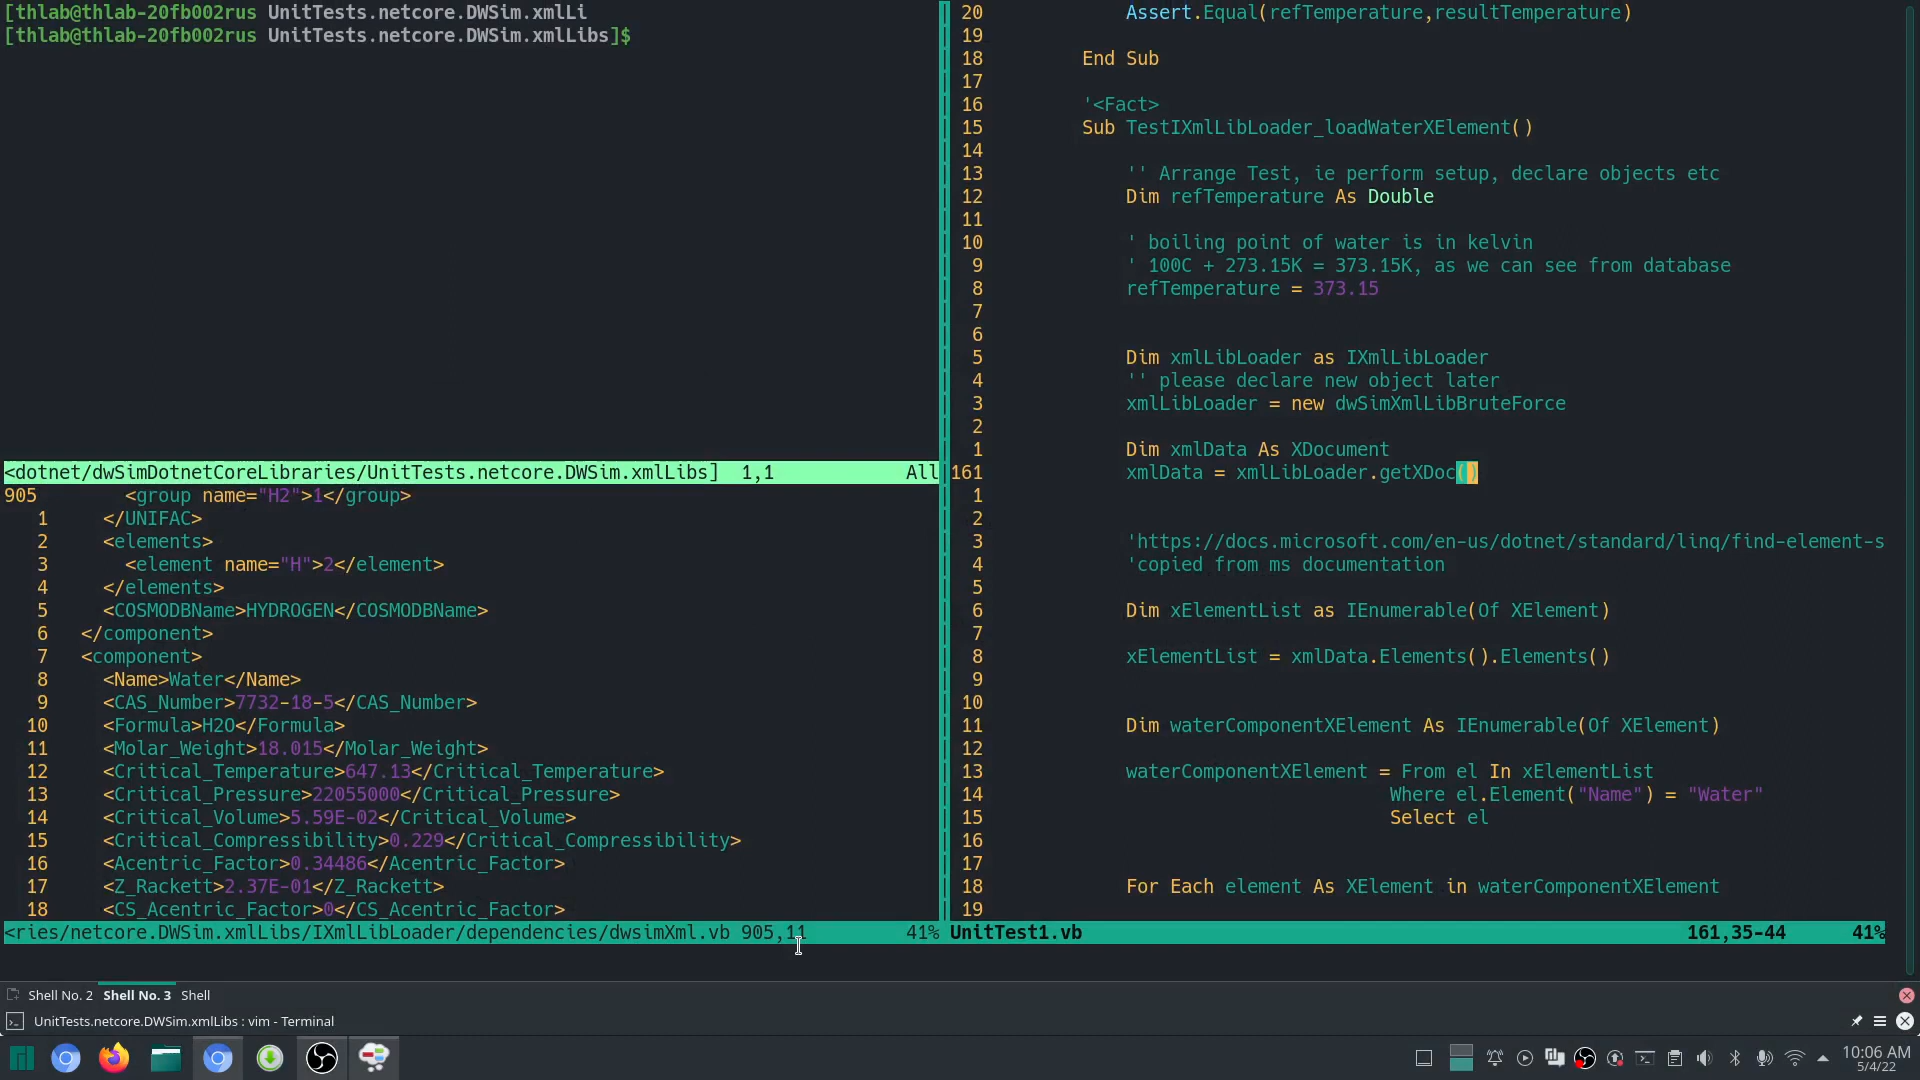 [thlab@thlab-20fb002rus UnitTests.netcore.DWSim.xmlLi
[thlab@thlab-20fb002rus UnitTests.netcore.DWSim.xmlLibs]$
<dotnet/dwSimDotnetCoreLibraries/UnitTests.netcore.DWSim.xmlLibs] 1,1 All
905 <group name="H2">1</group>
1 </UNIFAC>
2 <elements>
3 <element name="H">2</element>
4 </elements>
5 <COSMODBName>HYDROGEN</COSMODBName>
6 </component>
7 <component>
8 <Name>Water</Name>
9 <CAS_Number>7732-18-5</CAS_Number>
10 <Formula>H2O</Formula>
11 <Molar_Weight>18.015</Molar_Weight>
12 <Critical_Temperature>647.13</Critical_Temperature>
13 <Critical_Pressure>22055000</Critical_Pressure>
14 <Critical_Volume>5.59E-02</Critical_Volume>
15 <Critical_Compressibility>0.229</Critical_Compressibility>
16 <Acentric_Factor>0.34486</Acentric_Factor>
17 <Z_Rackett>2.37E-01</Z_Rackett>
18 <CS_Acentric_Factor>0</CS_Acentric_Factor>
<ries/netcore.DWSim.xmlLibs/IXmlLibLoader/dependencies/dwsimXml.vb 905,11 41%
20 Assert.Equal(refTemperature,resultTemperature)
19
18 End Sub
17
16 '<Fact>
15 Sub TestIXmlLibLoader_loadWaterXElement()
14
13 '' Arrange Test, ie perform setup, declare objects etc
12 Dim refTemperature As Double
11
10 ' boiling point of water is in kelvin
9 ' 100C + 273.15K = 373.15K, as we can see from database
8 refTemperature = 373.15
7
6
5 Dim xmlLibLoader as IXmlLibLoader
4 '' please declare new object later
3 xmlLibLoader = new dwSimXmlLibBruteForce
2
1 Dim xmlData As XDocument
161 xmlData = xmlLibLoader.getXDoc()
1
2
3 'https://docs.microsoft.com/en-us/dotnet/standard/linq/find-element-s
4 'copied from ms documentation
5
6 Dim xElementList as IEnumerable(Of XElement)
7
8 xElementList = xmlData.Elements().Elements()
9
10
11 Dim waterComponentXElement As IEnumerable(Of XElement)
12
13 waterComponentXElement = From el In xElementList
14 Where el.Element("Name") = "Water"
15 Select el
16
17
18 For Each element As XElement in waterComponentXElement
19
UnitTest1.vb 161,35-44 41%
Shell No. 2 Shell No. 3 Shell
UnitTests.netcore.DWSim.xmlLibs : vim - Terminal
10:06 AM
5/4/22